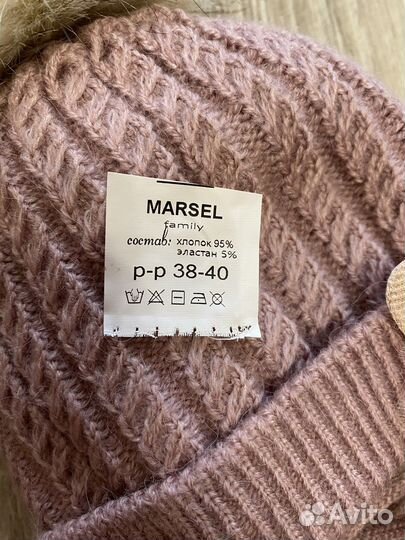 MARSEL
family
состав: хлопок 95%
эластан 5%
р-р 38-40
Avito